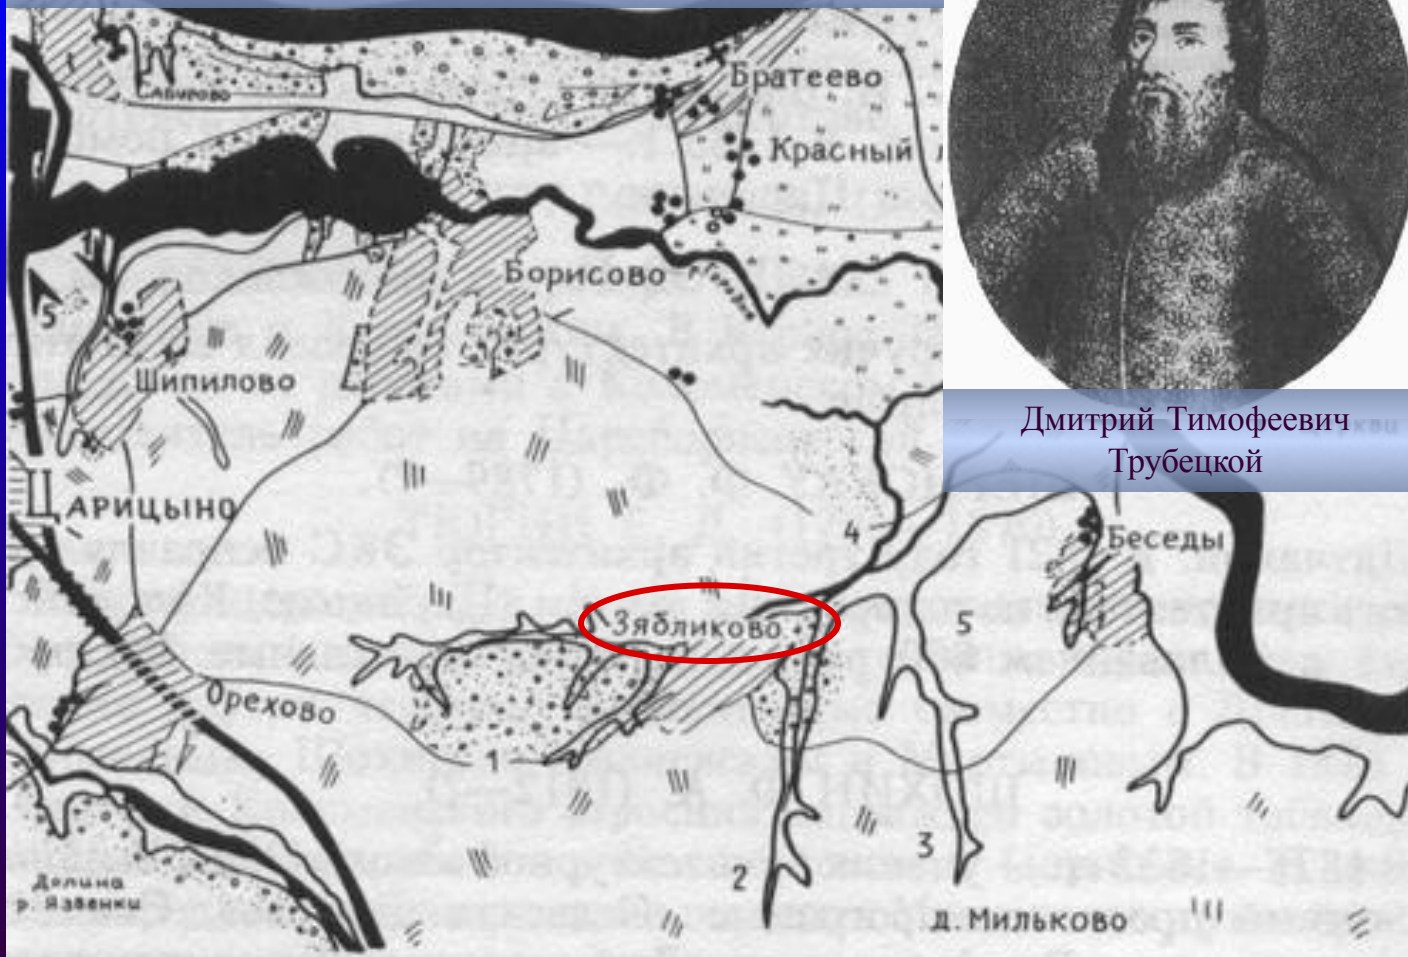 Сабурово
Братеево
Красный
Борисово
р. Городня
5
Шипилово
Дмитрий Тимофеевич
Трубецкой
Царицыно
4
Беседы
Зябликово
5
Орехово
1
3
2
Долина
р. Язвенки
д. Мильково